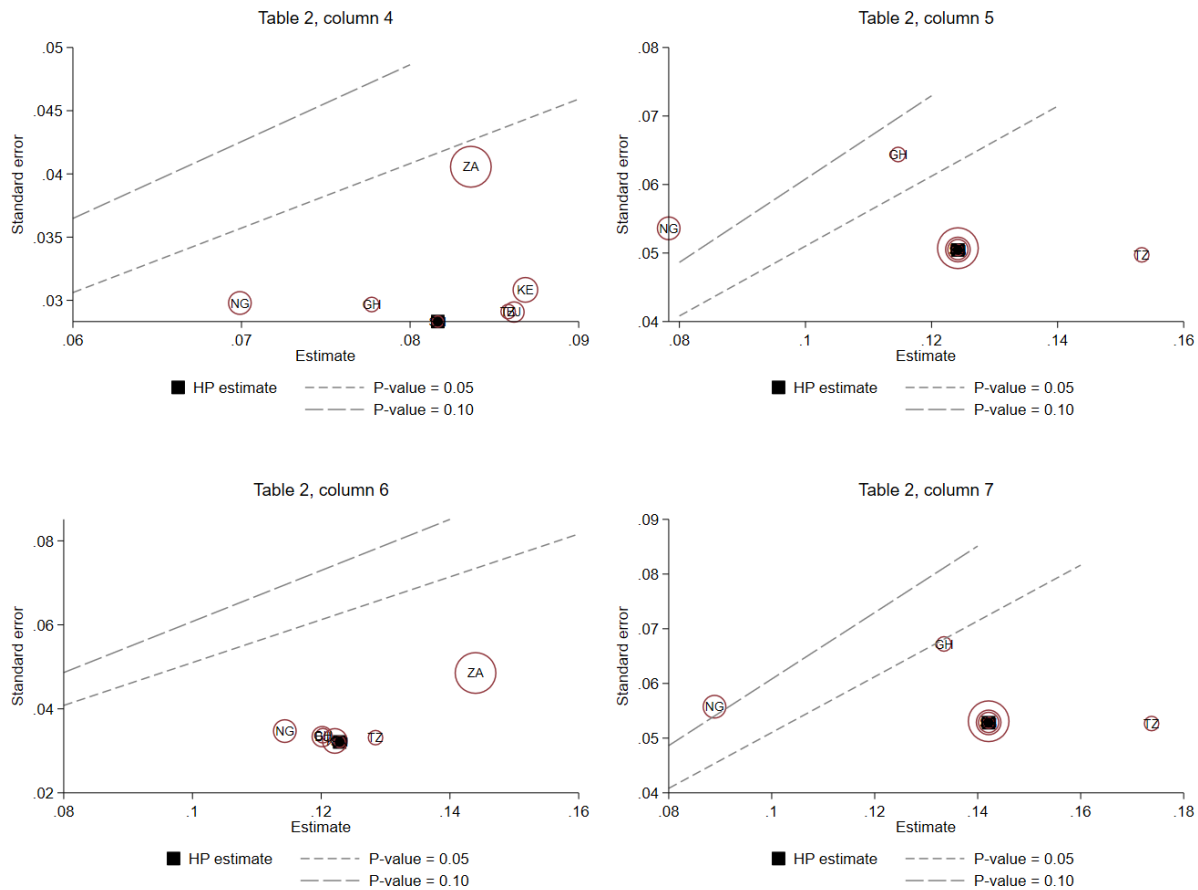 Table 2, column 4
.05
.045
.04
.035
.03
Standard error
ZA
KE
NG
GH
TZ
.06
.07
.08
.09
Estimate
HP estimate
P-value = 0.05
P-value = 0.10
Table 2, column 5
.08
.07
.06
.05
.04
Standard error
GH
NG
TZ
.08
.1
.12
.14
.16
Estimate
HP estimate
P-value = 0.05
P-value = 0.10
Table 2, column 6
.08
.06
.04
.02
Standard error
ZA
NG
TZ
.08
.1
.12
.14
.16
Estimate
HP estimate
P-value = 0.05
P-value = 0.10
Table 2, column 7
.09
.08
.07
.06
.05
.04
Standard error
GH
NG
TZ
.08
.1
.12
.14
.16
.18
Estimate
HP estimate
P-value = 0.05
P-value = 0.10